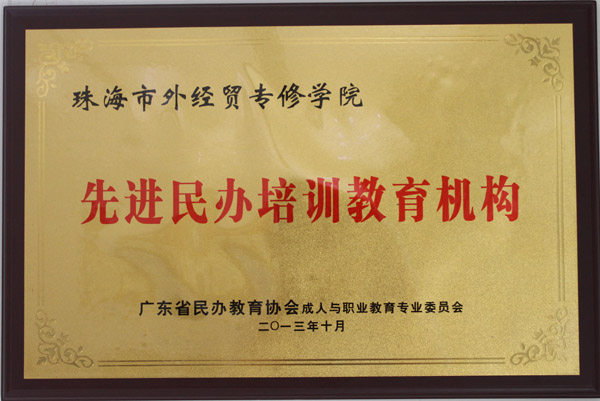 珠海市外经贸专修学院
先进民办培训教育机构
广东省民办教育协会成人与职业教育专业委员会
二〇一三年十月